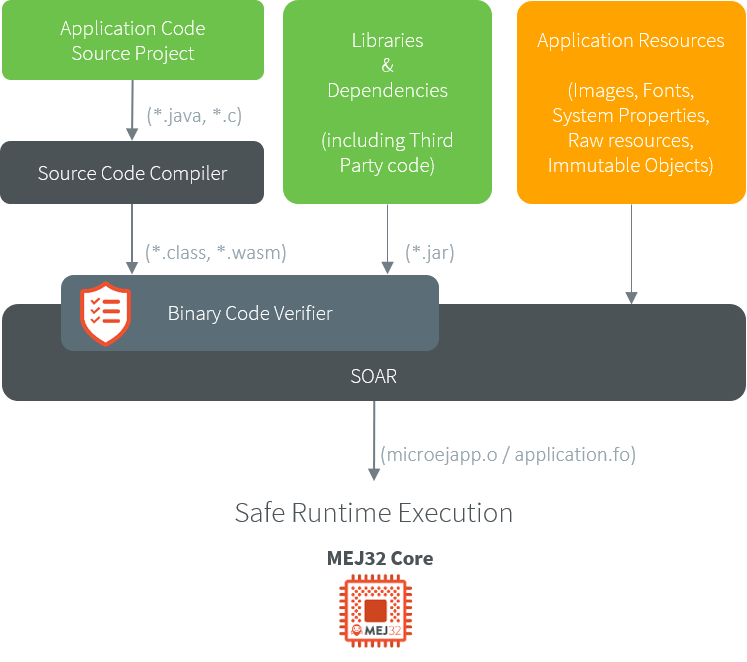 Application Code
Source Project
Libraries
&
Dependencies
(including Third
Party code)
Application Resources
(Images, Fonts,
System Properties,
Raw resources,
Immutable Objects)
(*.java, *.c)
Source Code Compiler
(*.class, *.wasm)
(*.jar)
Binary Code Verifier
SOAR
(microejapp.o / application.fo)
Safe Runtime Execution
MEJ32 Core
MEJ32